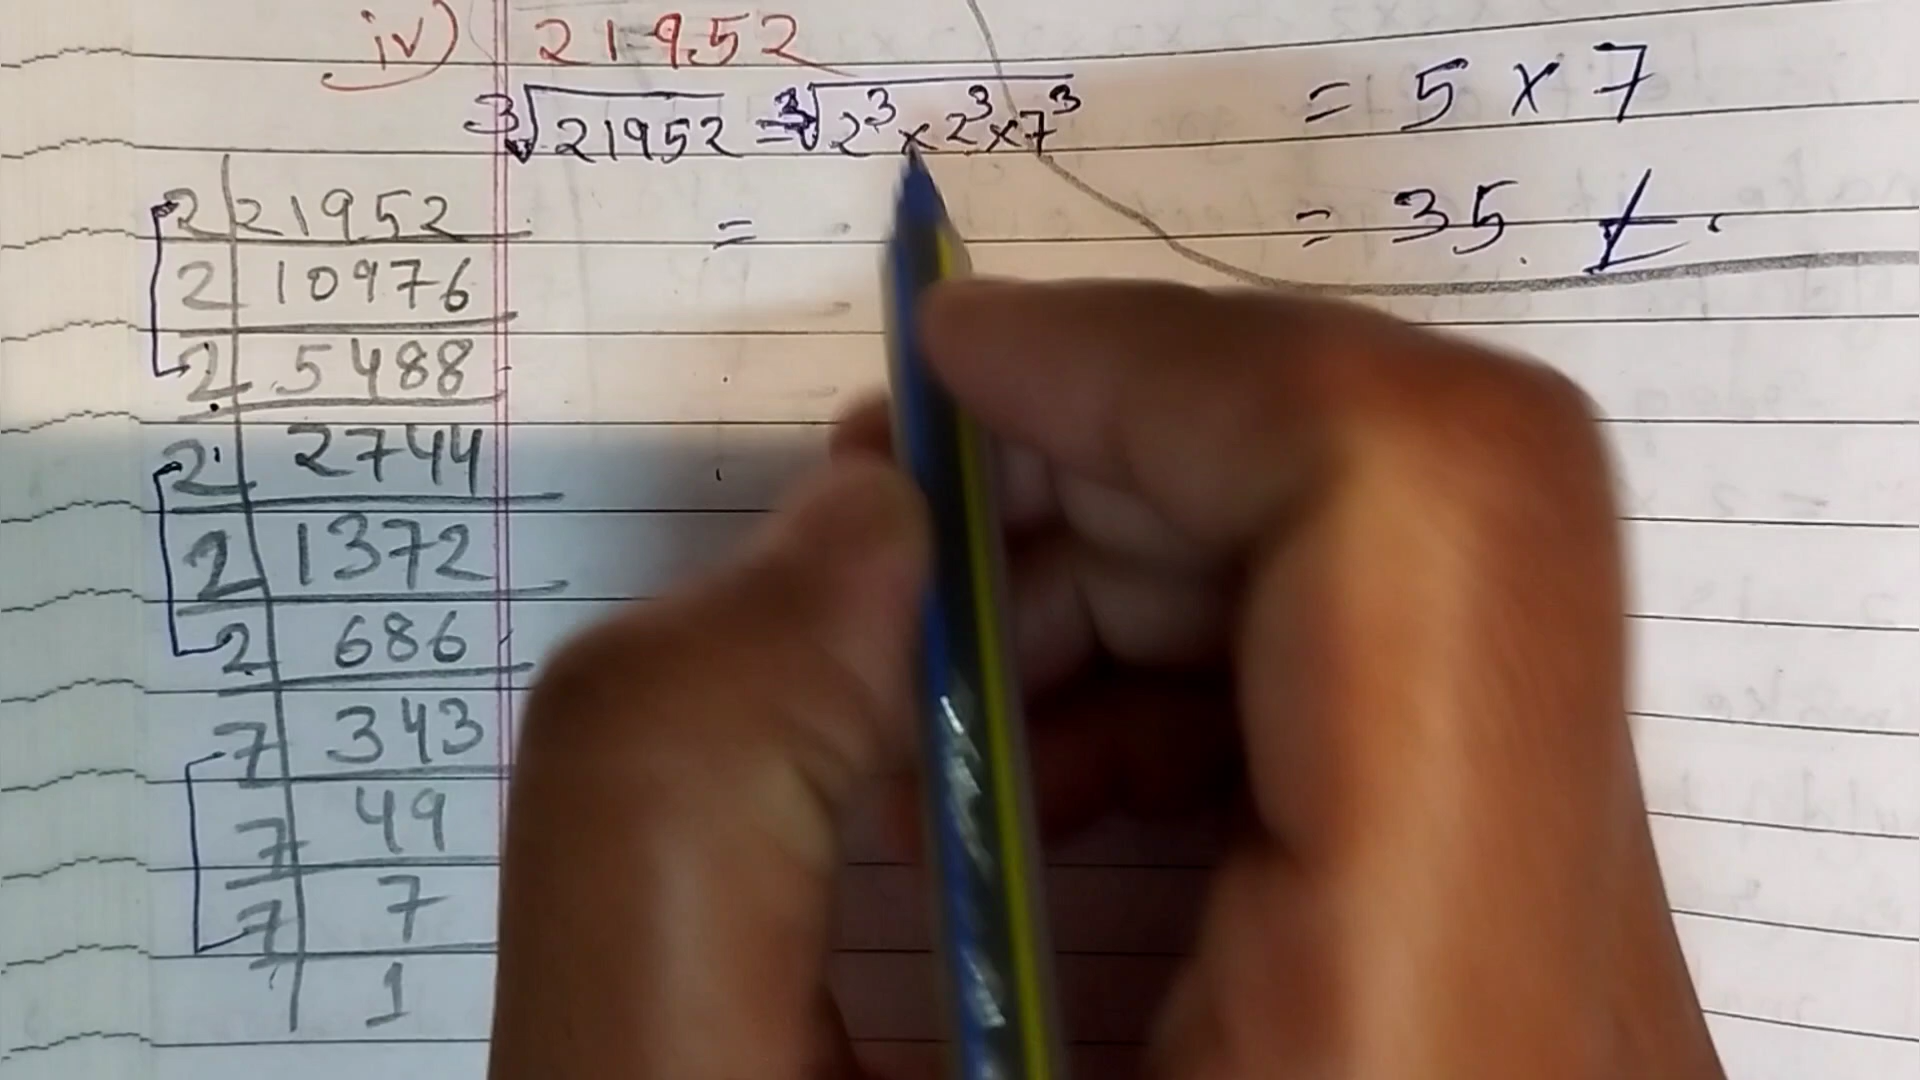 iv) 21952
∛21952 = ∛2³×2³×7³
=
2 | 21952
2 | 10976
2 | 5488
2 | 2744
2 | 1372
2 | 686
7 | 343
7 | 49
7 | 7
1
= 5 × 7
= 35